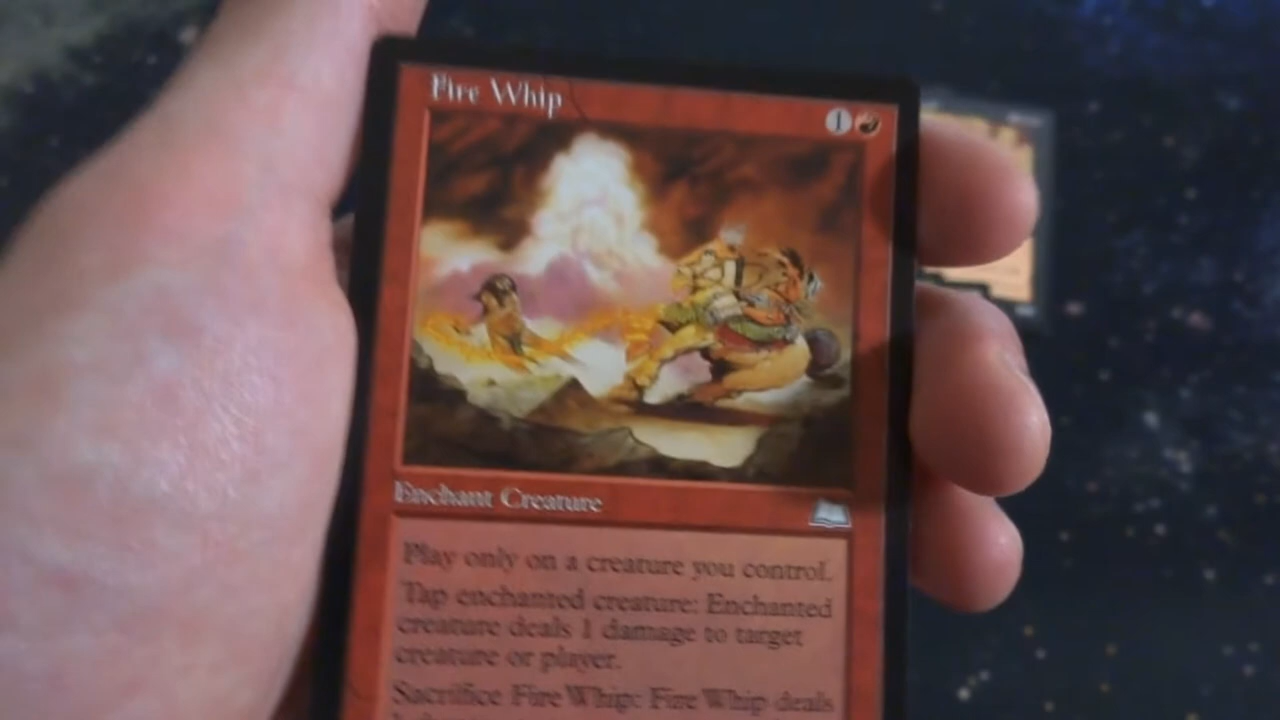 Fire Whip
1
Enchant Creature
Play only on a creature you control.
Tap enchanted creature: Enchanted
creature deals 1 damage to target
creature or player.
Sacrifice Fire Whip: Fire Whip deals